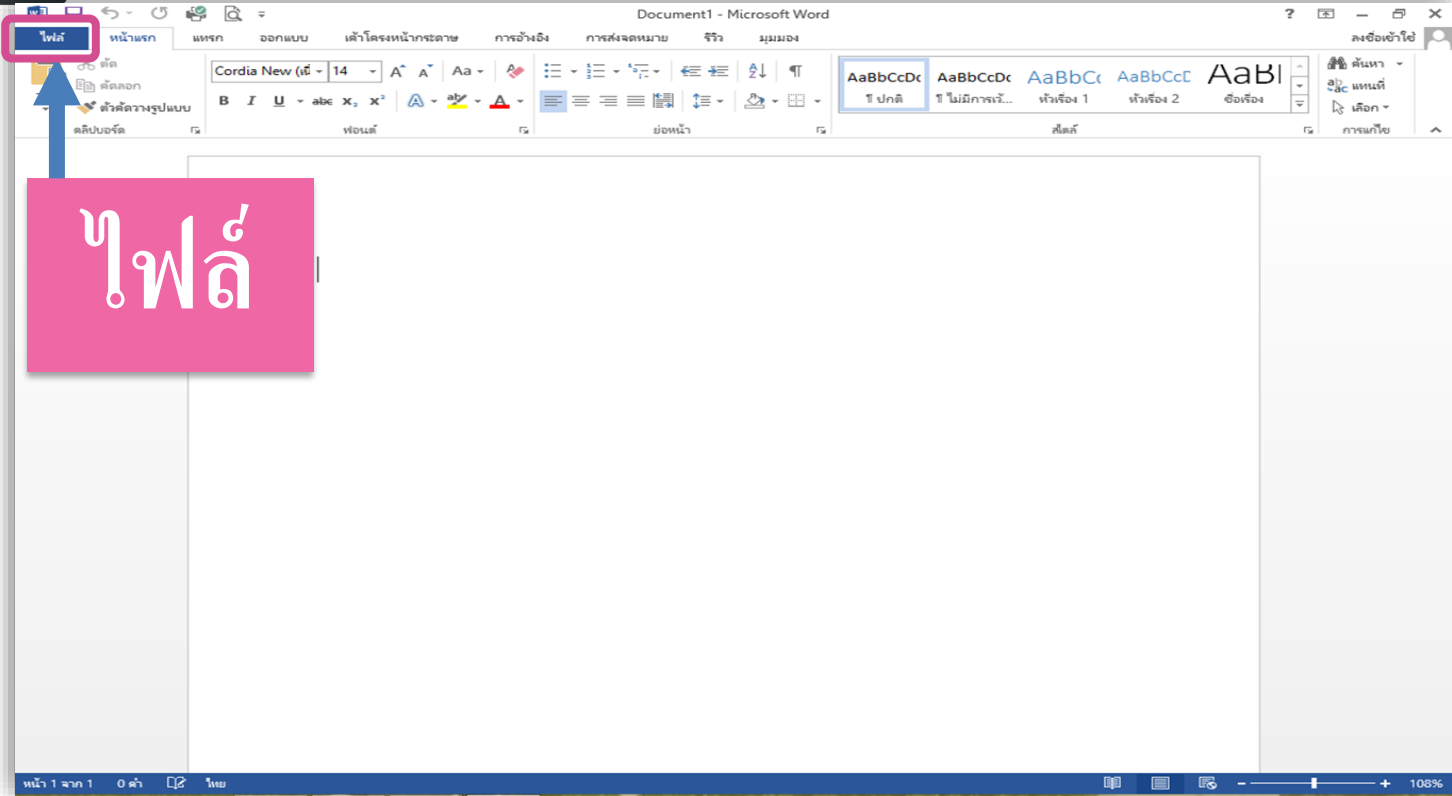 Document1 - Microsoft Word
ไฟล์ หน้าแรก แทรก ออกแบบ เค้าโครงหน้ากระดาษ การอ้างอิง การส่งจดหมาย รีวิว มุมมอง ลงชื่อเข้าใช้
ตัด
คัดลอก
ตัวคัดวางรูปแบบ
คลิปบอร์ด
Cordia New (เนื้ 14 Aa
B I U abc x₂ x² A aby A
ฟอนต์
ย่อหน้า
AaBbCcDc AaBbCcDc AaBbC( AaBbCcE AaBI
¶ ปกติ ¶ ไม่มีการเว้... หัวเรื่อง 1 หัวเรื่อง 2 ชื่อเรื่อง
สไตล์
ค้นหา
แทนที่
เลือก
การแก้ไข
ไฟล์
หน้า 1 จาก 1 0 คำ ไทย 108%